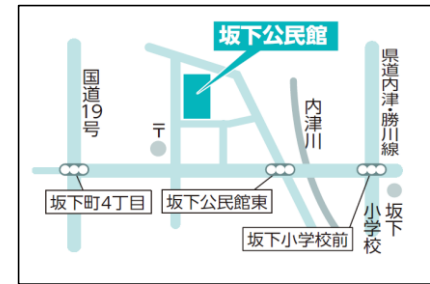 坂下公民館
国道19号
〒
内津川
県道内津・勝川線
坂下町4丁目
坂下公民館東
坂下小学校前
坂下
小学校